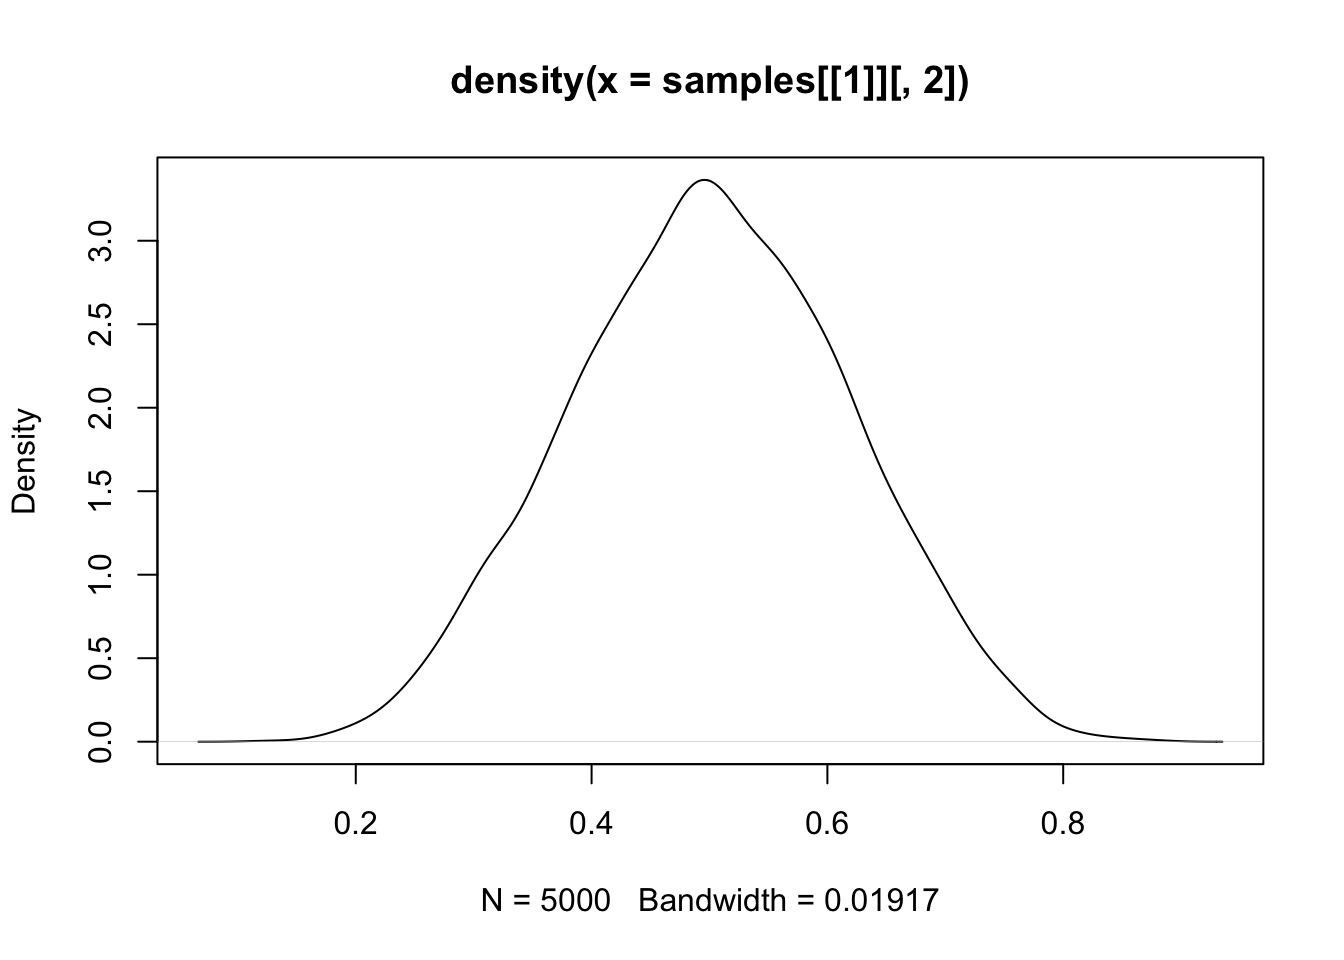 density(x = samples[[1]][, 2])
Density
3.0
2.5
2.0
1.5
1.0
0.5
0.0
0.2 0.4 0.6 0.8
N = 5000 Bandwidth = 0.01917